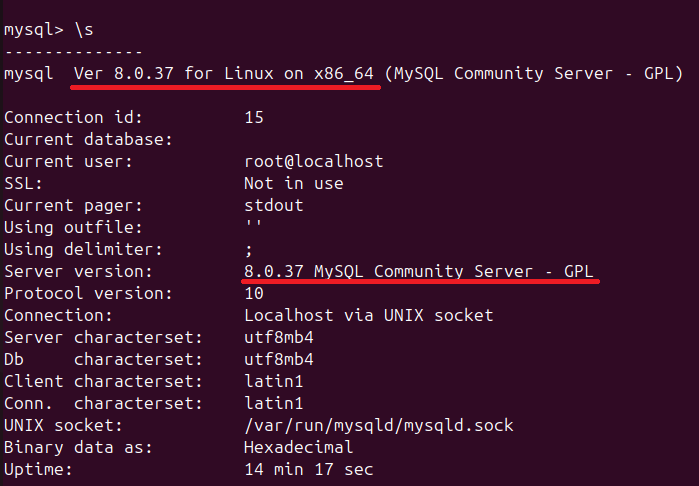 mysql> \s
--------------
mysql  Ver 8.0.37 for Linux on x86_64 (MySQL Community Server - GPL)
Connection id:          15
Current database:
Current user:           root@localhost
SSL:                    Not in use
Current pager:          stdout
Using outfile:          ''
Using delimiter:        ;
Server version:         8.0.37 MySQL Community Server - GPL
Protocol version:       10
Connection:             Localhost via UNIX socket
Server characterset:    utf8mb4
Db     characterset:    utf8mb4
Client characterset:    latin1
Conn.  characterset:    latin1
UNIX socket:            /var/run/mysqld/mysqld.sock
Binary data as:         Hexadecimal
Uptime:                 14 min 17 sec